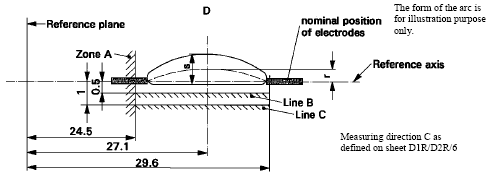 D
Reference plane
Zone A
nominal position
of electrodes
The form of the arc is
for illustration purpose
only.
Reference axis
s
r
0.5
1
Line B
Line C
24.5
27.1
29.6
Measuring direction C as
defined on sheet D1R/D2R/6